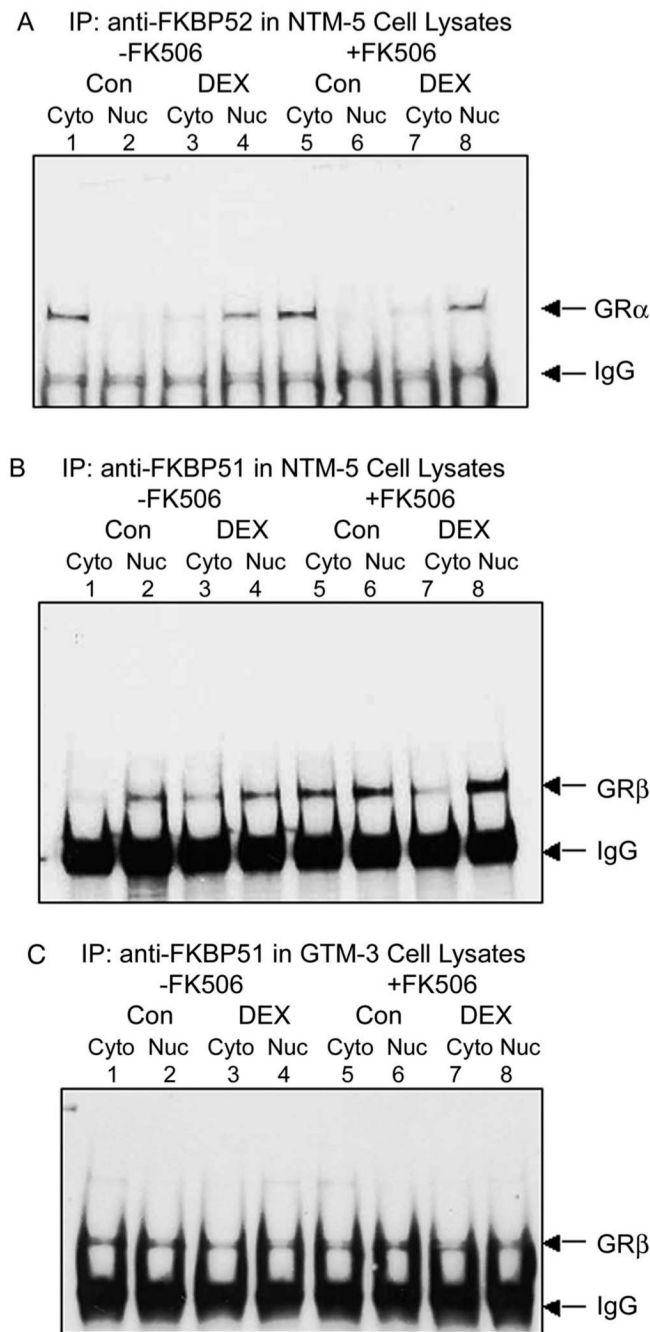 A IP: anti-FKBP52 in NTM-5 Cell Lysates
-FK506 +FK506
Con DEX Con DEX
Cyto Nuc Cyto Nuc Cyto Nuc Cyto Nuc
1 2 3 4 5 6 7 8
GRα
IgG
B IP: anti-FKBP51 in NTM-5 Cell Lysates
-FK506 +FK506
Con DEX Con DEX
Cyto Nuc Cyto Nuc Cyto Nuc Cyto Nuc
1 2 3 4 5 6 7 8
GRβ
IgG
C IP: anti-FKBP51 in GTM-3 Cell Lysates
-FK506 +FK506
Con DEX Con DEX
Cyto Nuc Cyto Nuc Cyto Nuc Cyto Nuc
1 2 3 4 5 6 7 8
GRβ
IgG